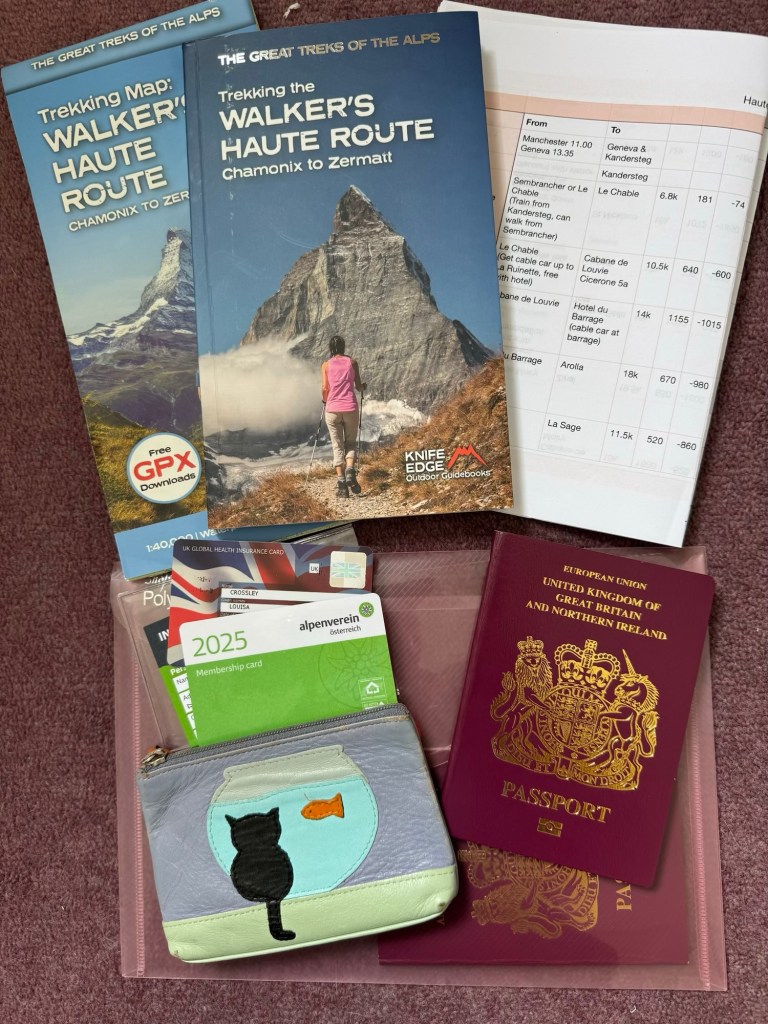 THE GREAT TREKS OF THE ALPS
Trekking Map:
WALKER'S
HAUTE
ROUTE
CHAMONIX TO ZER
Free
GPX
Downloads
1:40,000
THE GREAT TREKS OF THE ALPS
Trekking the
WALKER'S
HAUTE ROUTE
Chamonix to Zermatt
KNIFE
EDGE
Outdoor Guidebooks
Haute
From To
Manchester 11.00
Geneva 13.35
Geneva &
Kandersteg
Kandersteg
Sembrancher or Le
Chable
(Train from
Kandersteg, can
walk from
Sembrancher)
Le Chable 6.8k 181 -74
Le Chable
(Get cable car up to
La Ruinette, free
with hotel)
Cabane de
Louvie
Cicerone 5a
10.5k 640 -600
bane de Louvie
Hotel du
Barrage
(cable car at
barrage)
14k 1155 -1015
u Barrage Arolla 18k 670 -980
La Sage 11.5k 520 -860
UK GLOBAL HEALTH INSURANCE CARD
UK
CROSSLEY
LOUISA
2025
Membership card
alpenverein
österreich
EUROPEAN UNION
UNITED KINGDOM OF
GREAT BRITAIN
AND NORTHERN IRELAND
PASSPORT
PA